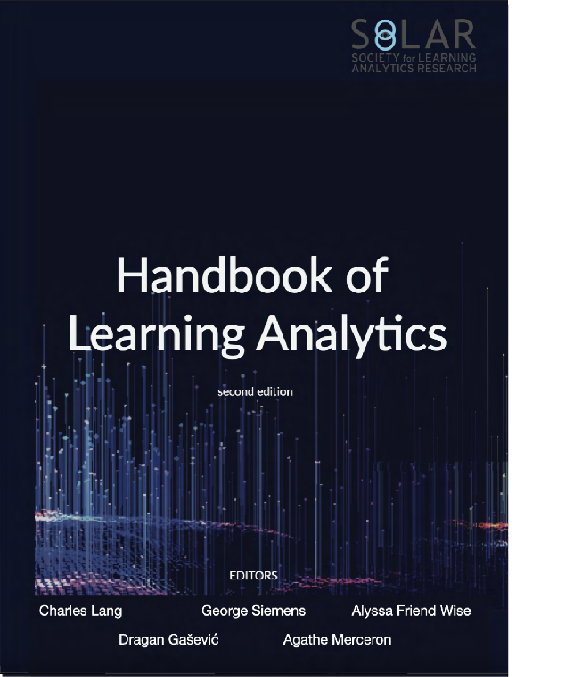 SOLAR
SOCIETY for LEARNING
ANALYTICS RESEARCH
Handbook of
Learning Analytics
second edition
EDITORS
Charles Lang George Siemens Alyssa Friend Wise
Dragan Gašević Agathe Merceron